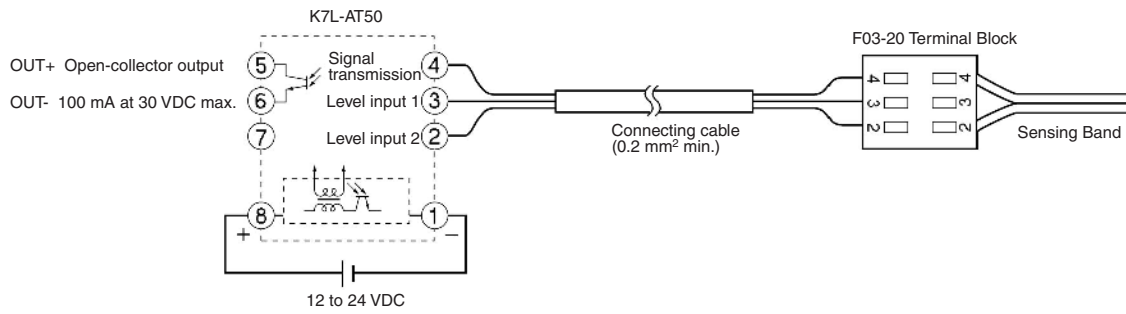 K7L-AT50
F03-20 Terminal Block
OUT+ Open-collector output
5
Signal
transmission
4
OUT- 100 mA at 30 VDC max.
6
Level input 1
3
7
Level input 2
2
4
4
3
3
2
2
Connecting cable
(0.2 mm² min.)
Sensing Band
8
1
+
−
12 to 24 VDC